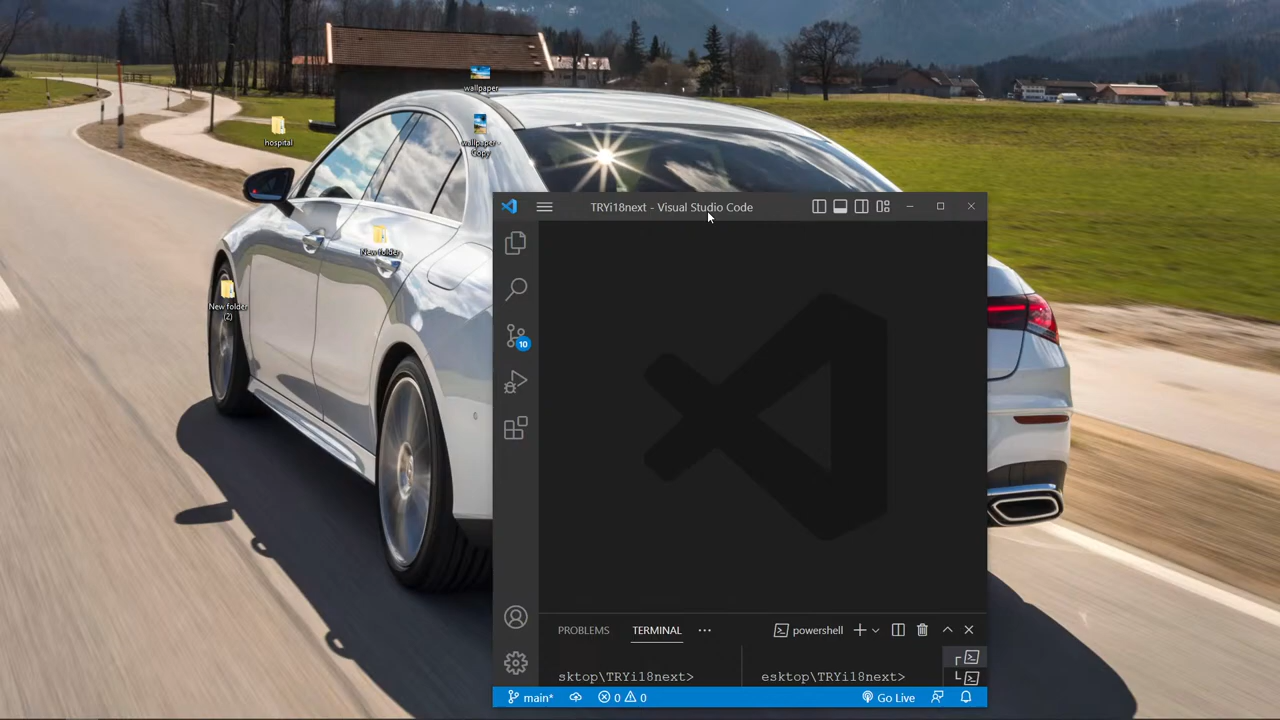 wallpaper
hospital
wallpaper - Copy
New folder
New folder (2)
TRYi18next - Visual Studio Code
10
PROBLEMS
TERMINAL
powershell
sktop\TRYi18next>
esktop\TRYi18next>
main*
0
0
Go Live